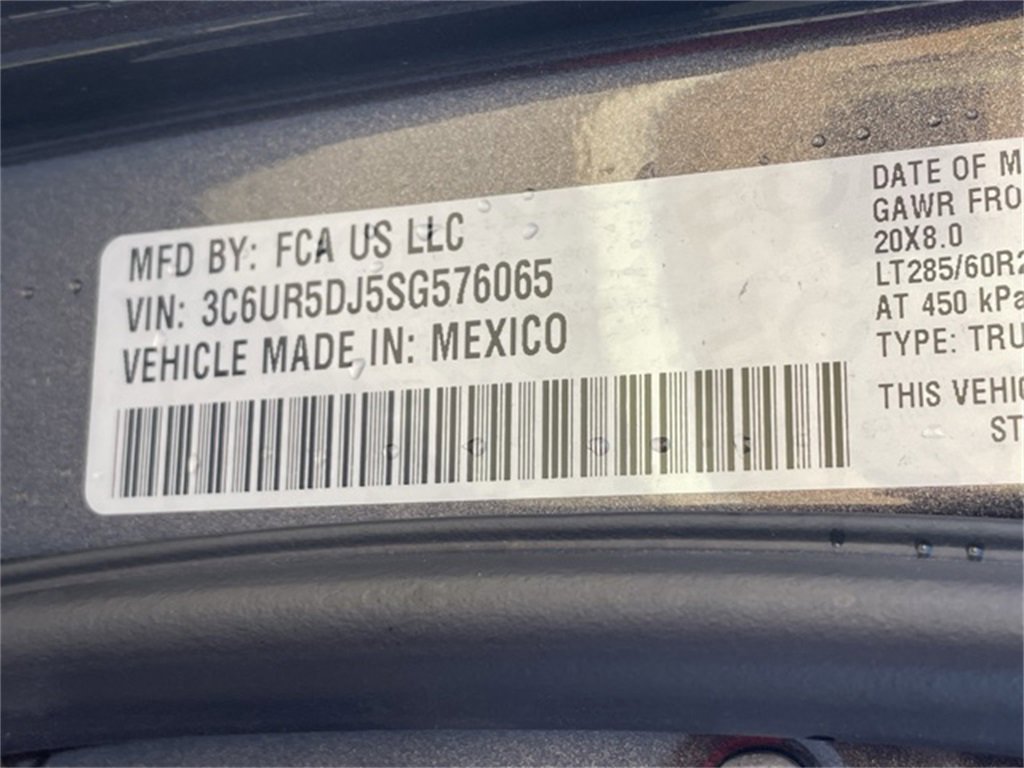 MFD BY: FCA US LLC
VIN: 3C6UR5DJ5SG576065
VEHICLE MADE IN: MEXICO
DATE OF M
GAWR FRO
20X8.0
LT285/60R2
AT 450 kPa
TYPE: TRU
THIS VEHIC
ST